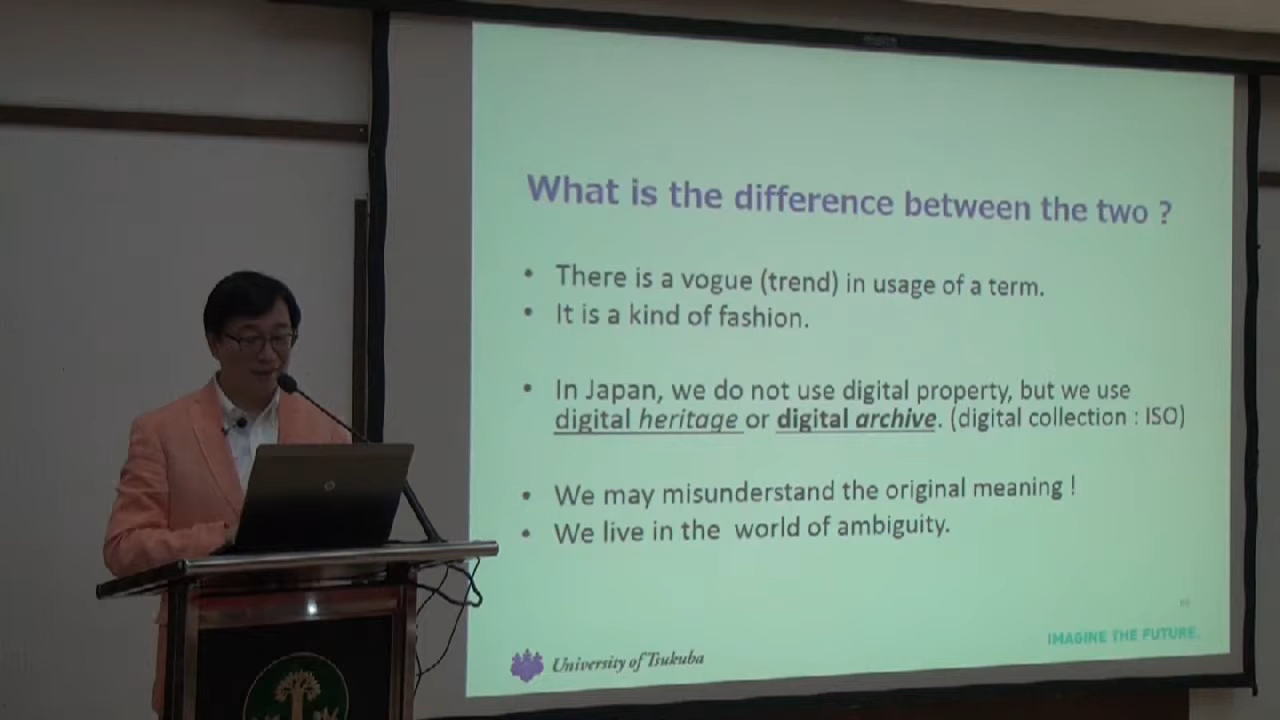 What is the difference between the two ?
• There is a vogue (trend) in usage of a term.
• It is a kind of fashion.
• In Japan, we do not use digital property, but we use
digital heritage or digital archive. (digital collection : ISO)
• We may misunderstand the original meaning !
• We live in the world of ambiguity.
IMAGINE THE FUTURE.
University of Tsukuba
hp